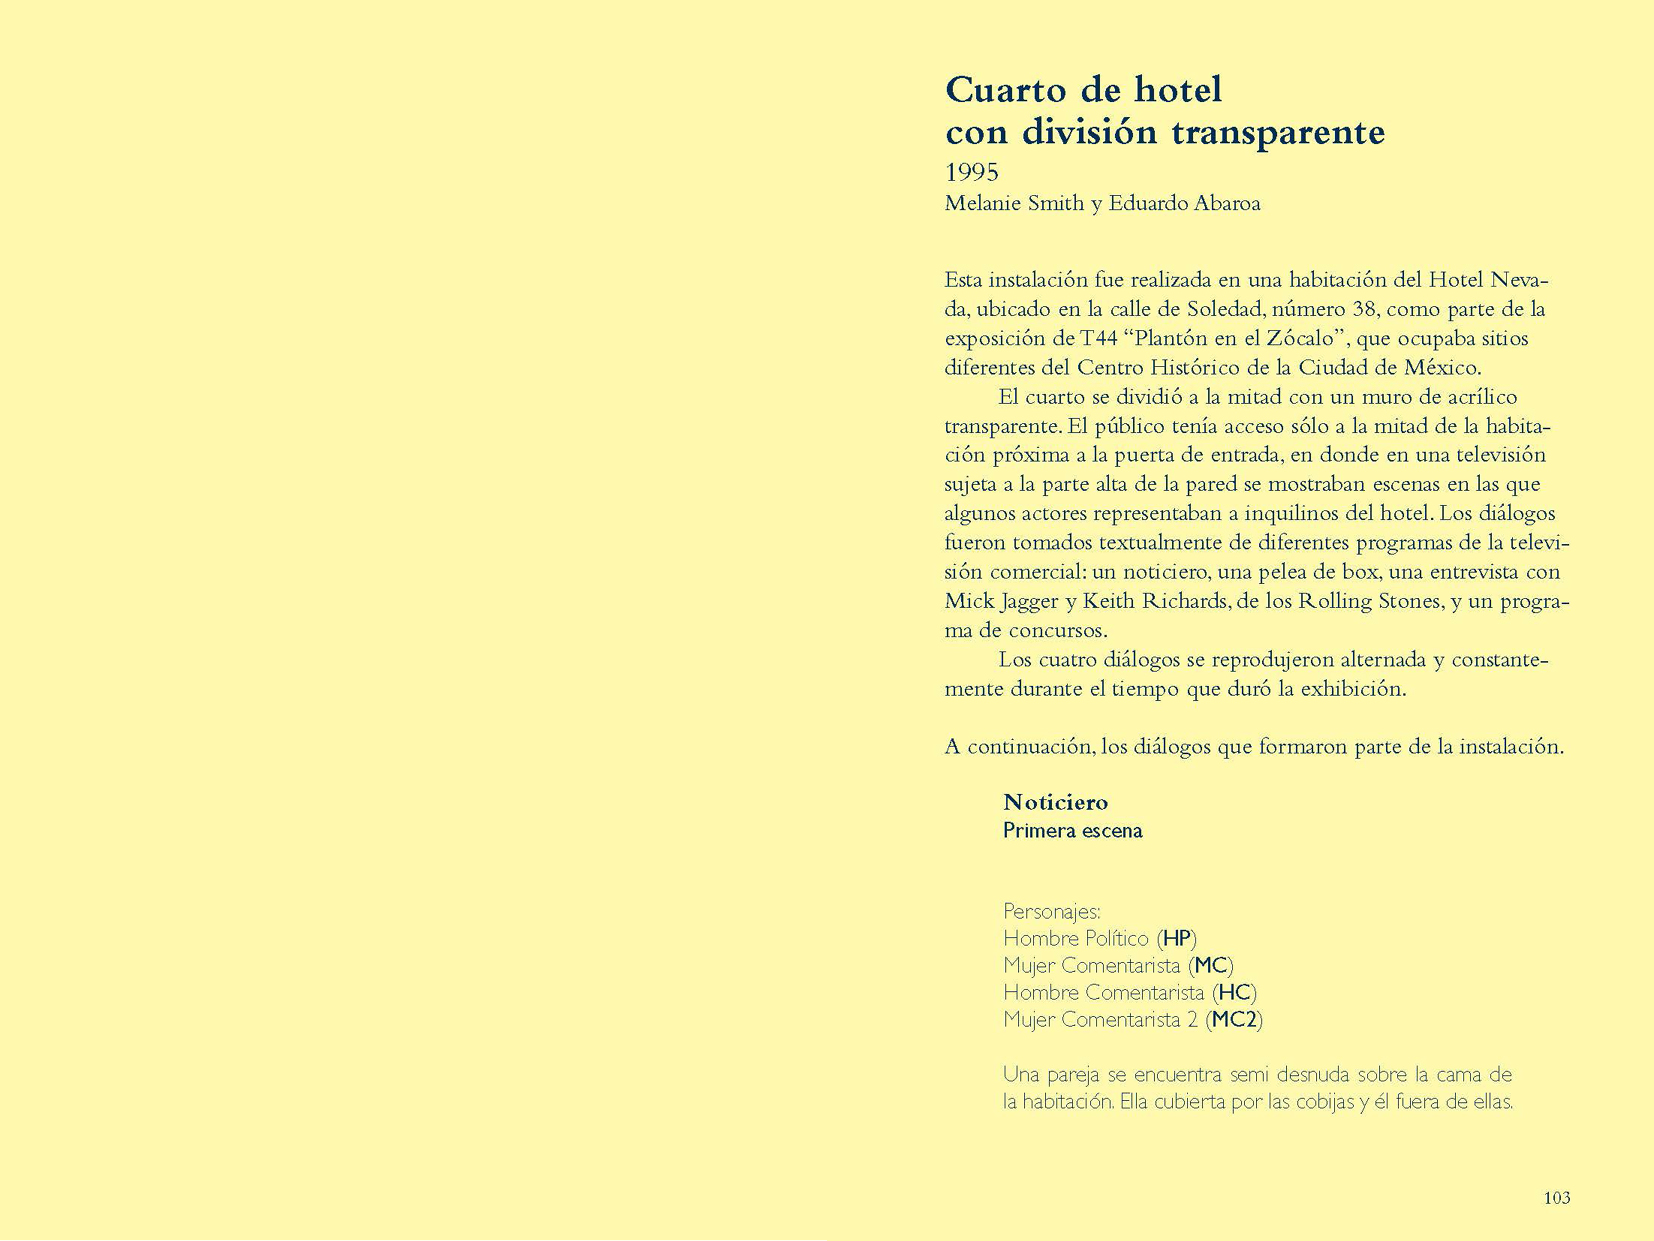 Cuarto de hotel
con división transparente
1995
Melanie Smith y Eduardo Abaroa
Esta instalación fue realizada en una habitación del Hotel Neva-
da, ubicado en la calle de Soledad, número 38, como parte de la
exposición de T44 “Plantón en el Zócalo”, que ocupaba sitios
diferentes del Centro Histórico de la Ciudad de México.
El cuarto se dividió a la mitad con un muro de acrílico
transparente. El público tenía acceso sólo a la mitad de la habita-
ción próxima a la puerta de entrada, en donde en una televisión
sujeta a la parte alta de la pared se mostraban escenas en las que
algunos actores representaban a inquilinos del hotel. Los diálogos
fueron tomados textualmente de diferentes programas de la televi-
sión comercial: un noticiero, una pelea de box, una entrevista con
Mick Jagger y Keith Richards, de los Rolling Stones, y un progra-
ma de concursos.
Los cuatro diálogos se reprodujeron alternada y constante-
mente durante el tiempo que duró la exhibición.
A continuación, los diálogos que formaron parte de la instalación.
Noticiero
Primera escena
Personajes:
Hombre Político (HP)
Mujer Comentarista (MC)
Hombre Comentarista (HC)
Mujer Comentarista 2 (MC2)
Una pareja se encuentra semi desnuda sobre la cama de
la habitación. Ella cubierta por las cobijas y él fuera de ellas.
103